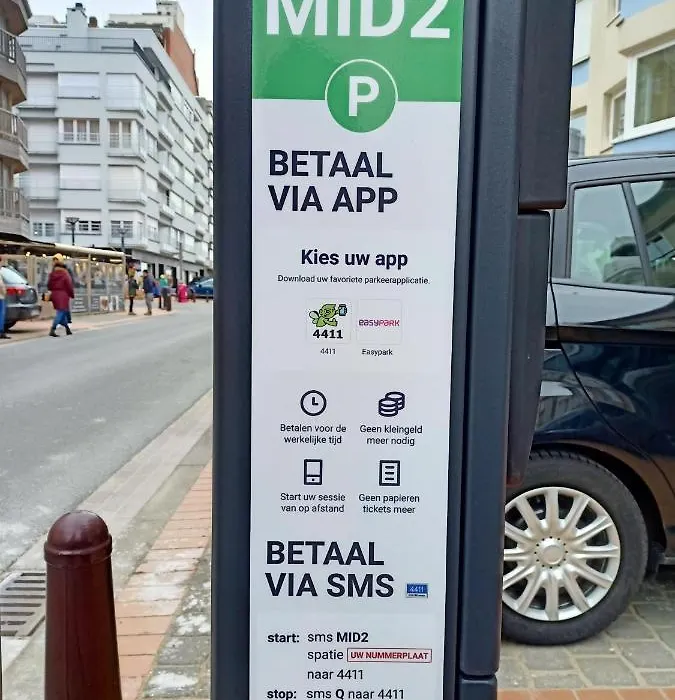 MID2
P
BETAAL
VIA APP
Kies uw app
Download uw favoriete parkeerapplicatie.
4411 easyPARK
4411 Easypark
Betalen voor de
werkelijke tijd
Geen kleingeld
meer nodig
Start uw sessie
van op afstand
Geen papieren
tickets meer
BETAAL
VIA SMS 4411
start: sms MID2
spatie UW NUMMERPLAAT
naar 4411
stop: sms Q naar 4411